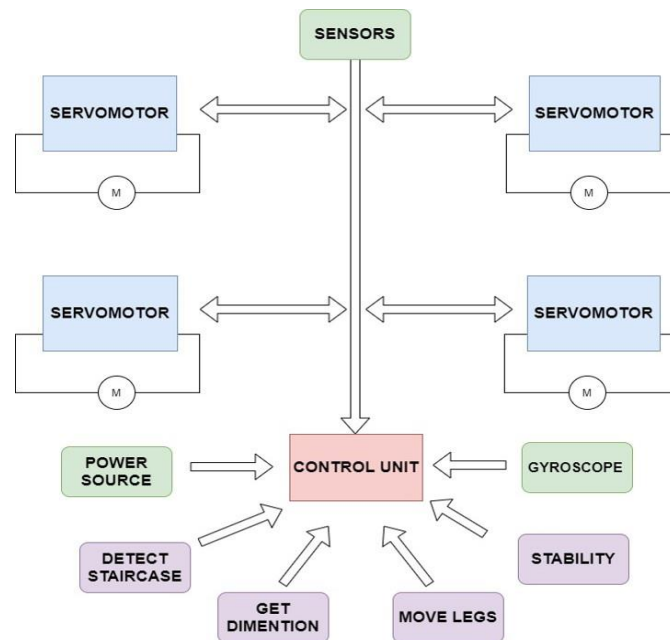 SENSORS
SERVOMOTOR
SERVOMOTOR
M
M
SERVOMOTOR
SERVOMOTOR
M
M
POWER
SOURCE
CONTROL UNIT
GYROSCOPE
DETECT
STAIRCASE
STABILITY
GET
DIMENTION
MOVE LEGS